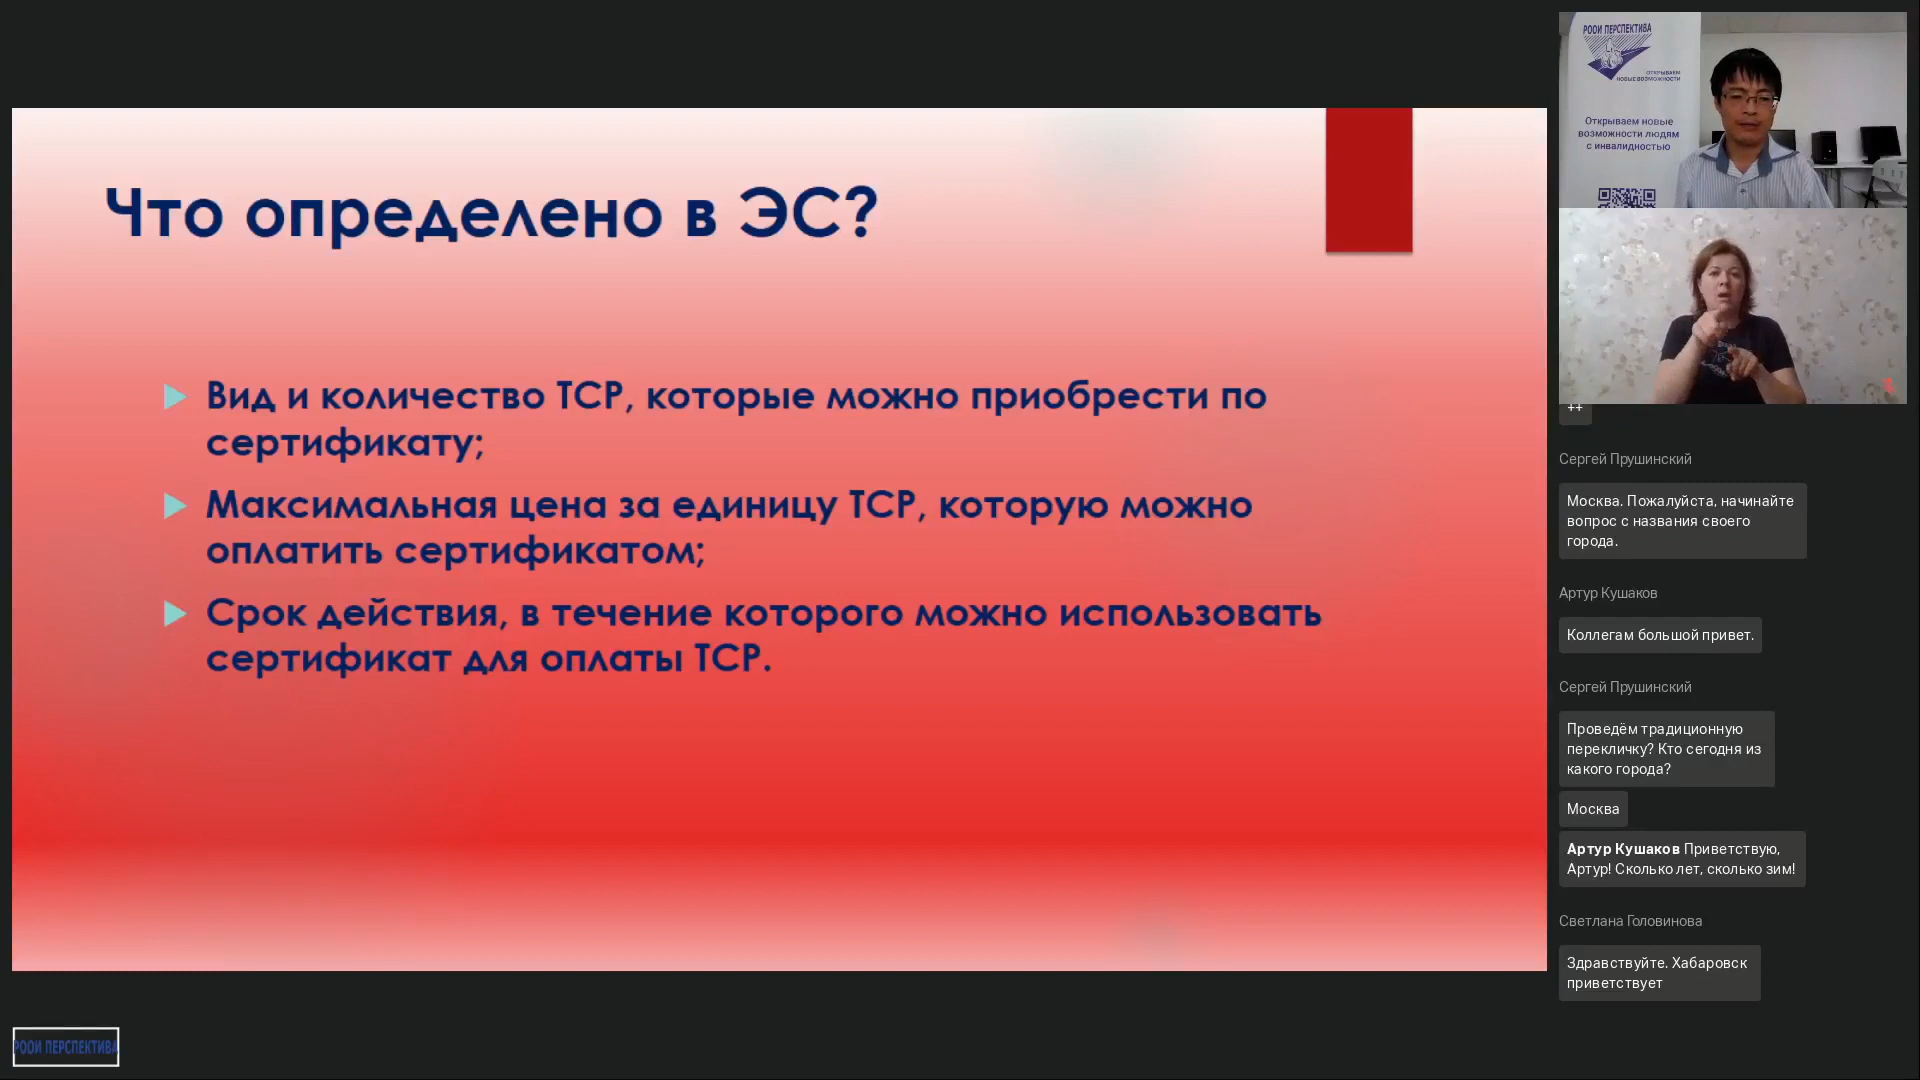 Что определено в ЭС?
Вид и количество ТСР, которые можно приобрести по
сертификату;
Максимальная цена за единицу ТСР, которую можно
оплатить сертификатом;
Срок действия, в течение которого можно использовать
сертификат для оплаты ТСР.
РООИ ПЕРСПЕКТИВА
РООИ ПЕРСПЕКТИВА
ОТКРЫВАЕМ
НОВЫЕ ВОЗМОЖНОСТИ
Открываем новые
возможности людям
с инвалидностью
++
Сергей Прушинский
Москва. Пожалуйста, начинайте
вопрос с названия своего
города.
Артур Кушаков
Коллегам большой привет.
Сергей Прушинский
Проведём традиционную
перекличку? Кто сегодня из
какого города?
Москва
Артур Кушаков Приветствую,
Артур! Сколько лет, сколько зим!
Светлана Головинова
Здравствуйте. Хабаровск
приветствует